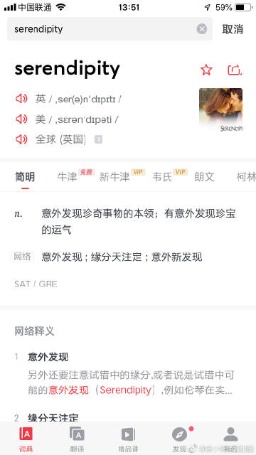 中国联通
13:51
59%
serendipity
取消
serendipity
英 / ˌser(ə)nˈdɪpɪtɪ /
美 / ˌsɛrənˈdɪpəti /
全球 (英国)
SERENDIPITY
简明 牛津 免费 新牛津 VIP 韦氏 VIP 朗文 柯林
n. 意外发现珍奇事物的本领；有意外发现珍宝
的运气
网络 意外发现；缘分天注定；意外新发现
SAT / GRE
网络释义
1 意外发现
另外还要注意试错中的缘分,或者说是试错中可
能的意外发现（Serendipity）,例如伦琴在实...
2 缘分天注定
词典 翻译 精品课 发现 我的